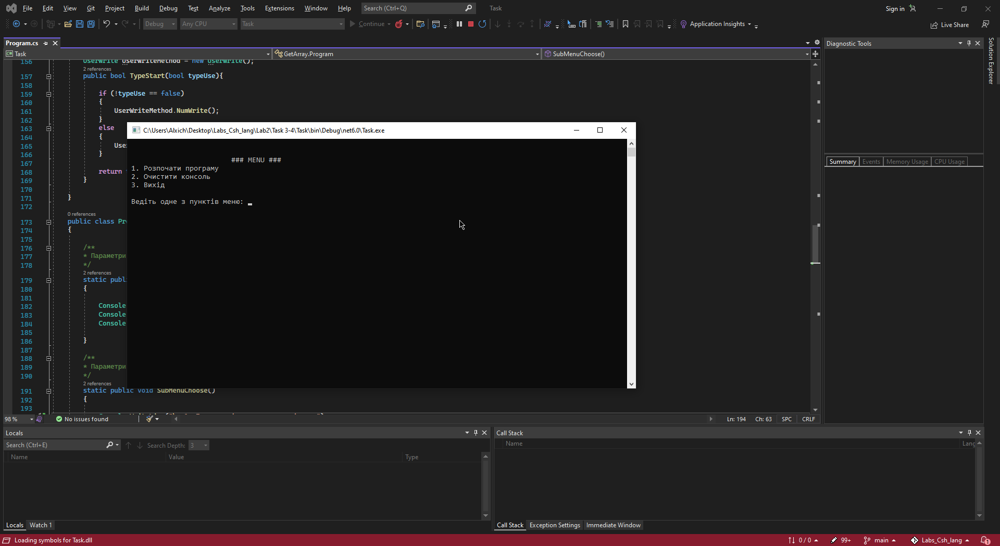 File Edit View Git Project Build Debug Test Analyze Tools Extensions Window Help Search (Ctrl+Q) Task Sign in
Debug Any CPU Task Continue Application Insights Live Share
Program.cs
Task GetArray.Program SubMenuChoose()
156 UserWrite UserWriteMethod = new UserWrite();
2 references
157 public bool TypeStart(bool typeUse){
158
159 if (!typeUse == false)
160 {
161 UserWriteMethod.NumWrite();
162 }
163 else
164 {
165 Use
166 }
167
168 return
169 }
170
171 }
172
0 references
173 public class Pr
174 {
175
176 /**
177 * Параметри
178 */
2 references
179 static publ
180 {
181
182 Console
183 Console
184 Console
185
186 }
187
188 /**
189 * Параметри
190 */
2 references
191 static public void SubMenuChoose()
192 {
193
C:\Users\Alxich\Desktop\Labs_Csh_lang\Lab2\Task 3-4\Task\bin\Debug\net6.0\Task.exe
### MENU ###
1. Розпочати програму
2. Очистити консоль
3. Вихід
Ведіть одне з пунктів меню:
98 % No issues found Ln: 194 Ch: 63 SPC CRLF
Diagnostic Tools
Summary Events Memory Usage CPU Usage
Solution Explorer
Locals
Search (Ctrl+E) Search Depth: 3
Name Value Type
Locals Watch 1
Call Stack
Name Lang
Call Stack Exception Settings Immediate Window
Loading symbols for Task.dll 0 / 0 99+ main Labs_Csh_lang 1